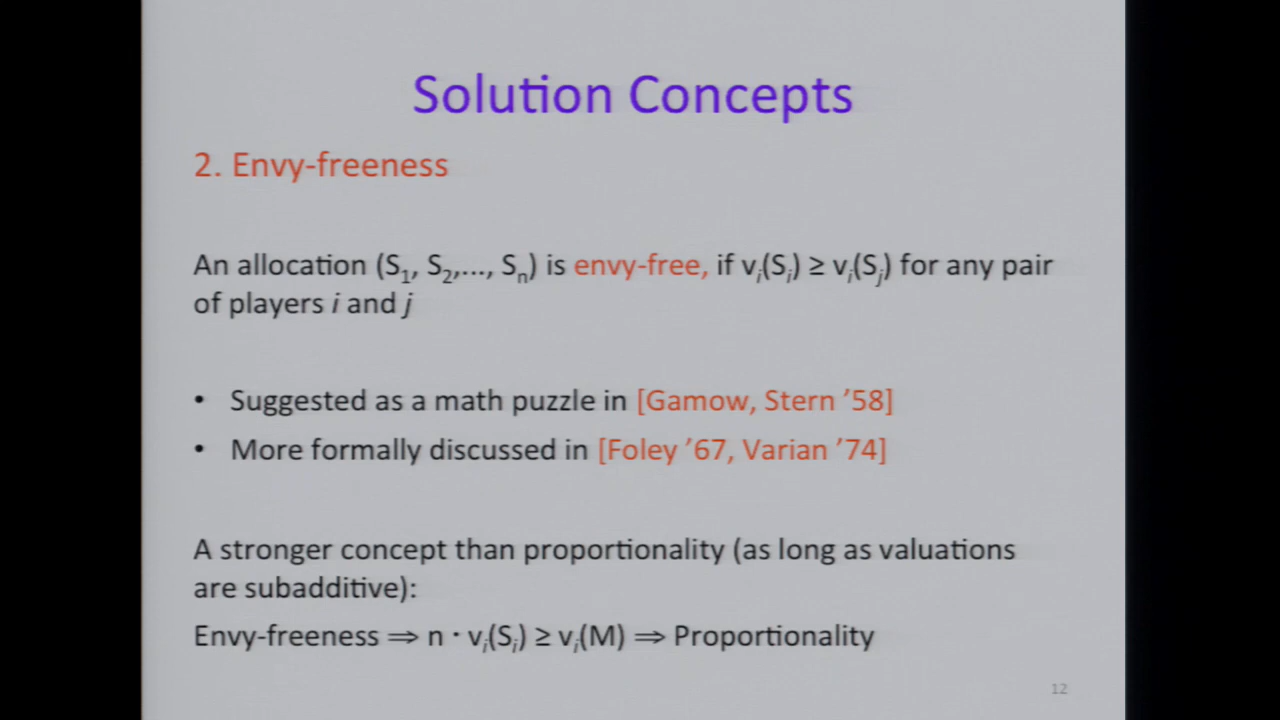 Solution Concepts
2. Envy-freeness
An allocation (S1, S2,..., Sn) is envy-free, if vi(Si) ≥ vi(Sj) for any pair
of players i and j
• Suggested as a math puzzle in [Gamow, Stern ’58]
• More formally discussed in [Foley ’67, Varian ’74]
A stronger concept than proportionality (as long as valuations
are subadditive):
Envy-freeness ⇒ n · vi(Si) ≥ vi(M) ⇒ Proportionality
12